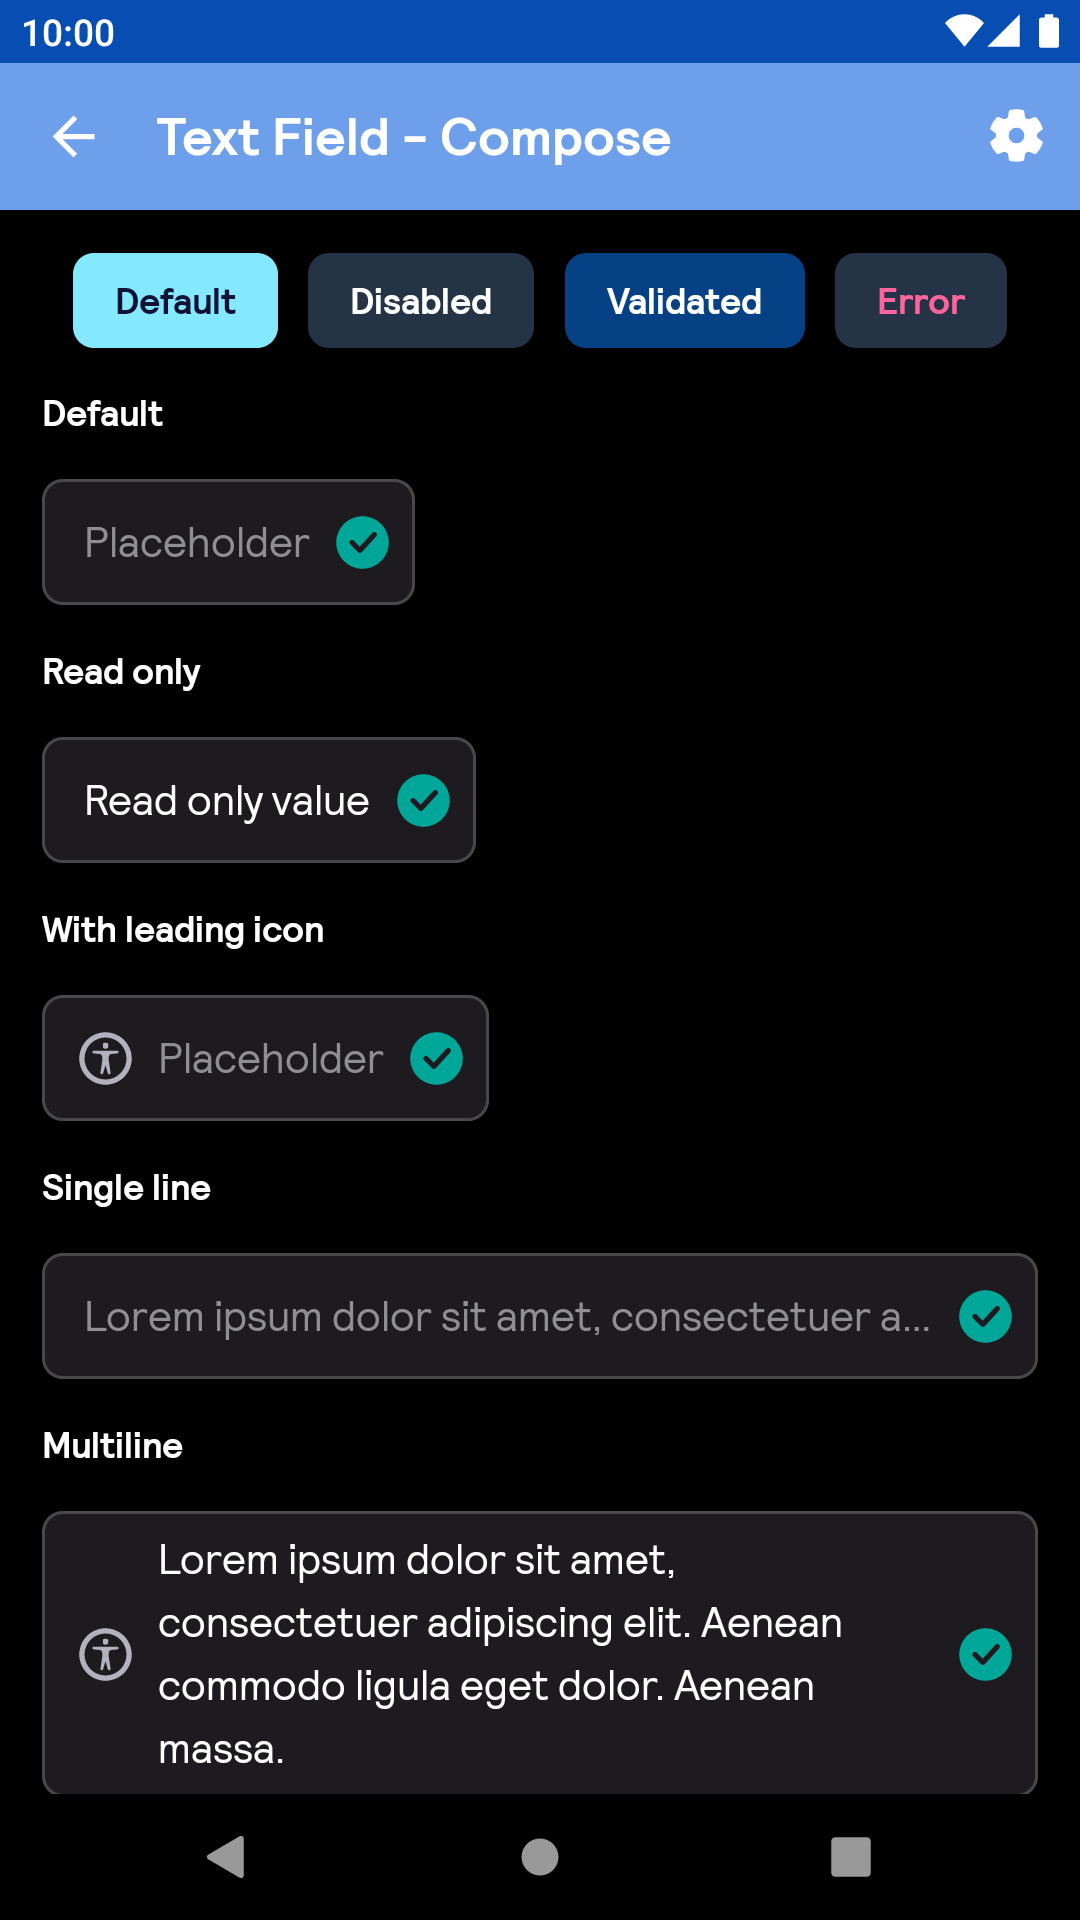 10:00
Text Field - Compose
Default Disabled Validated Error
Default
Placeholder
Read only
Read only value
With leading icon
Placeholder
Single line
Lorem ipsum dolor sit amet, consectetuer a...
Multiline
Lorem ipsum dolor sit amet,
consectetuer adipiscing elit. Aenean
commodo ligula eget dolor. Aenean
massa.